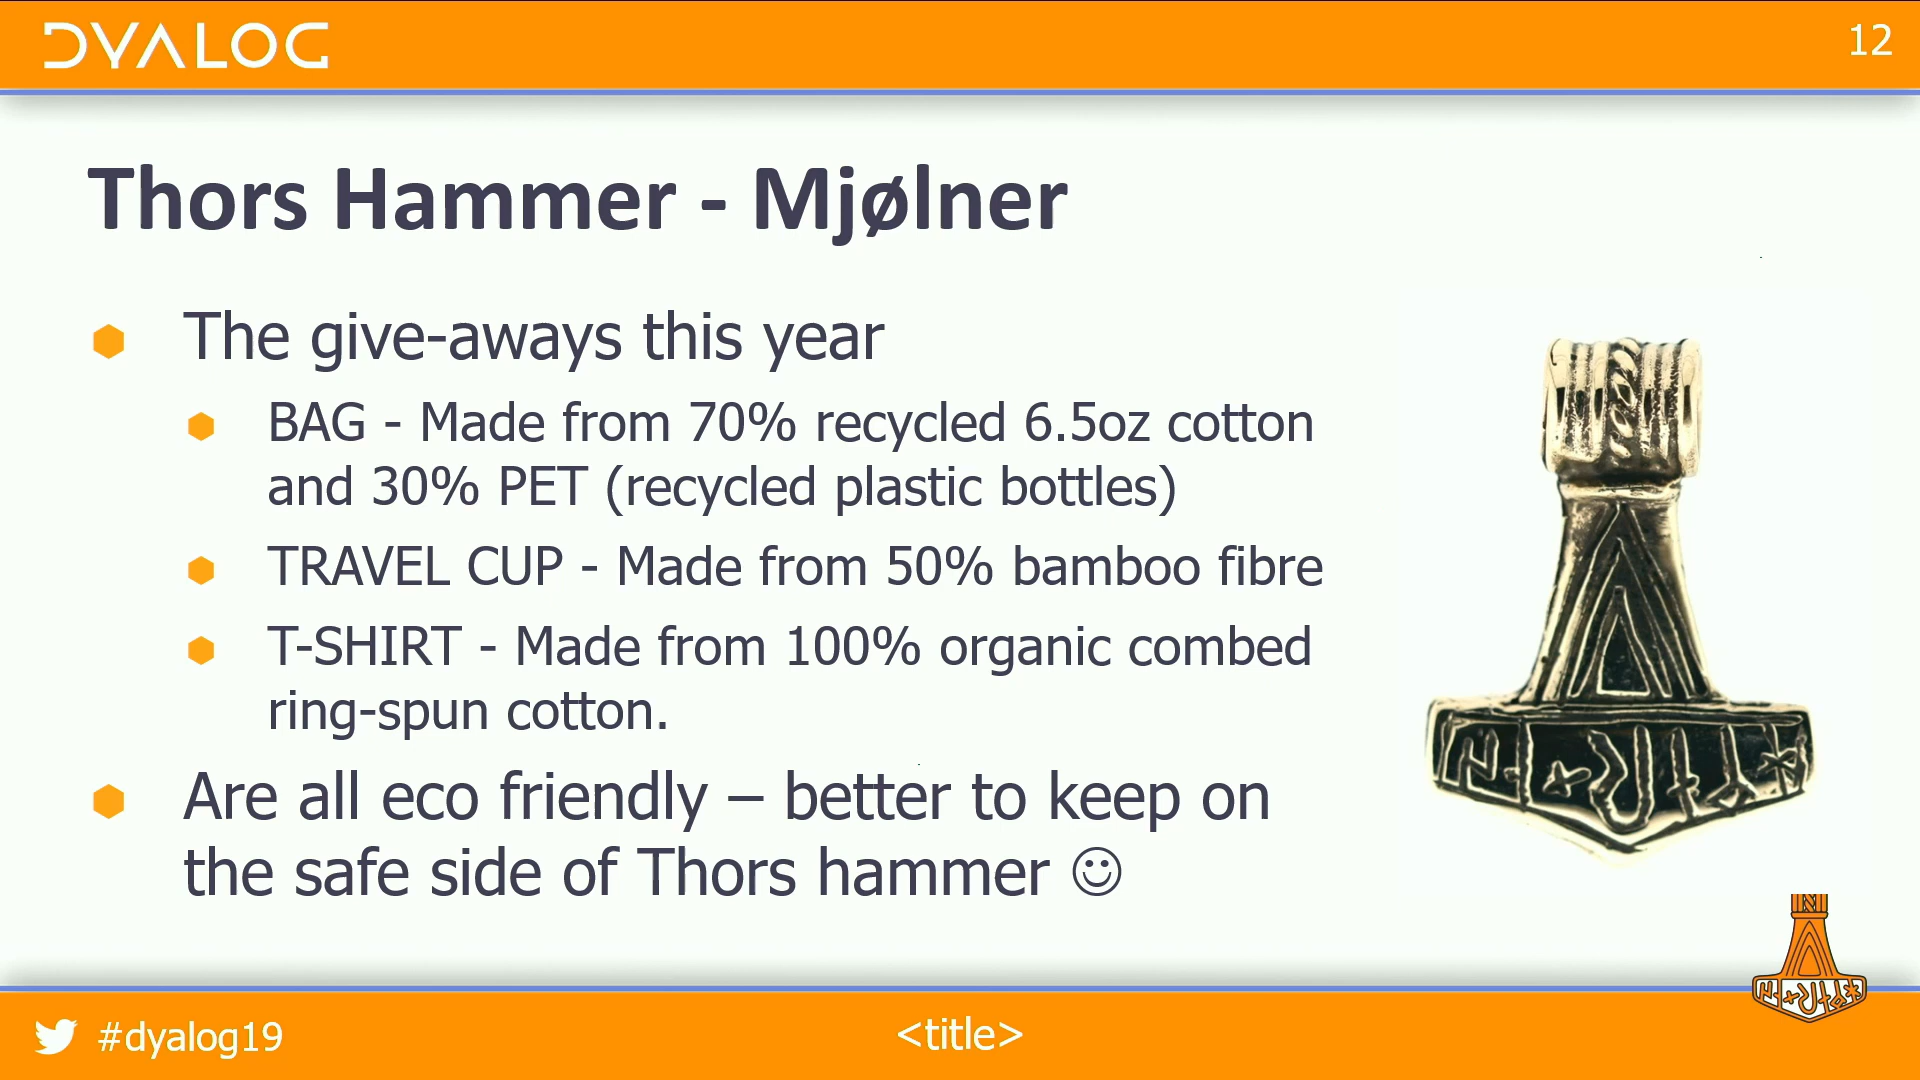 DYALOG
12
Thors Hammer - Mjølner
The give-aways this year
BAG - Made from 70% recycled 6.5oz cotton
and 30% PET (recycled plastic bottles)
TRAVEL CUP - Made from 50% bamboo fibre
T-SHIRT - Made from 100% organic combed
ring-spun cotton.
Are all eco friendly – better to keep on
the safe side of Thors hammer ☺
#dyalog19
<title>